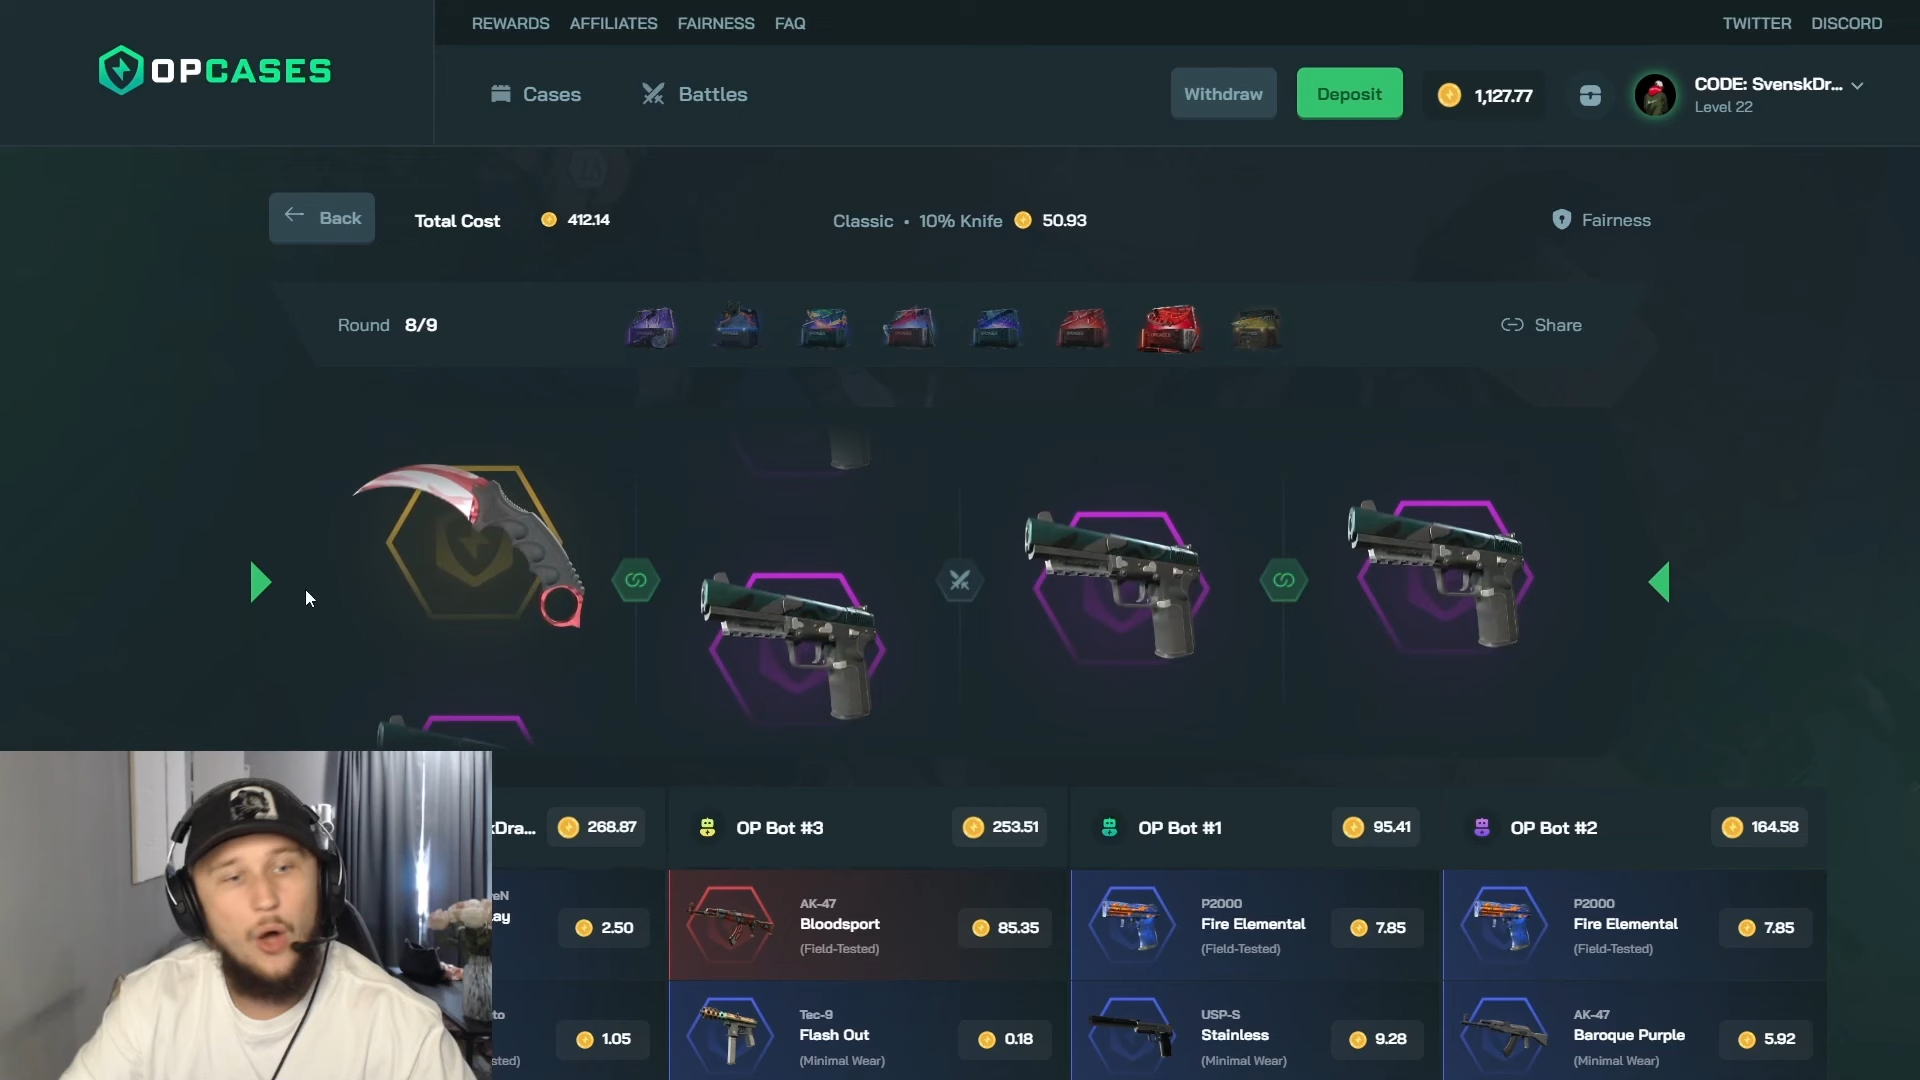 REWARDS AFFILIATES FAIRNESS FAQ TWITTER DISCORD
OPCASES
Cases Battles Withdraw Deposit 1,127.77 CODE: SvenskDr...
Level 22
Back Total Cost 412.14 Classic • 10% Knife 50.93 Fairness
Round 8/9 Share
kDra... 268.87 OP Bot #3 253.51 OP Bot #1 95.41 OP Bot #2 164.58
eN AK-47 P2000 P2000
ay 2.50 Bloodsport 85.35 Fire Elemental 7.85 Fire Elemental 7.85
(Field-Tested) (Field-Tested) (Field-Tested)
to Tec-9 USP-S AK-47
1.05 Flash Out 0.18 Stainless 9.28 Baroque Purple 5.92
sted) (Minimal Wear) (Minimal Wear) (Minimal Wear)